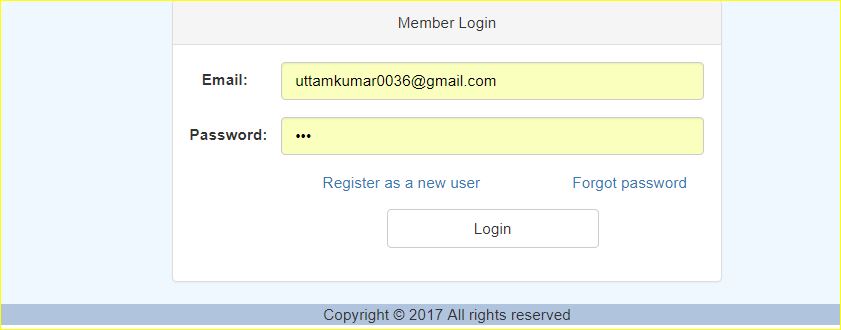 Member Login
Email: uttamkumar0036@gmail.com
Password: •••
Register as a new user Forgot password
Login
Copyright © 2017 All rights reserved